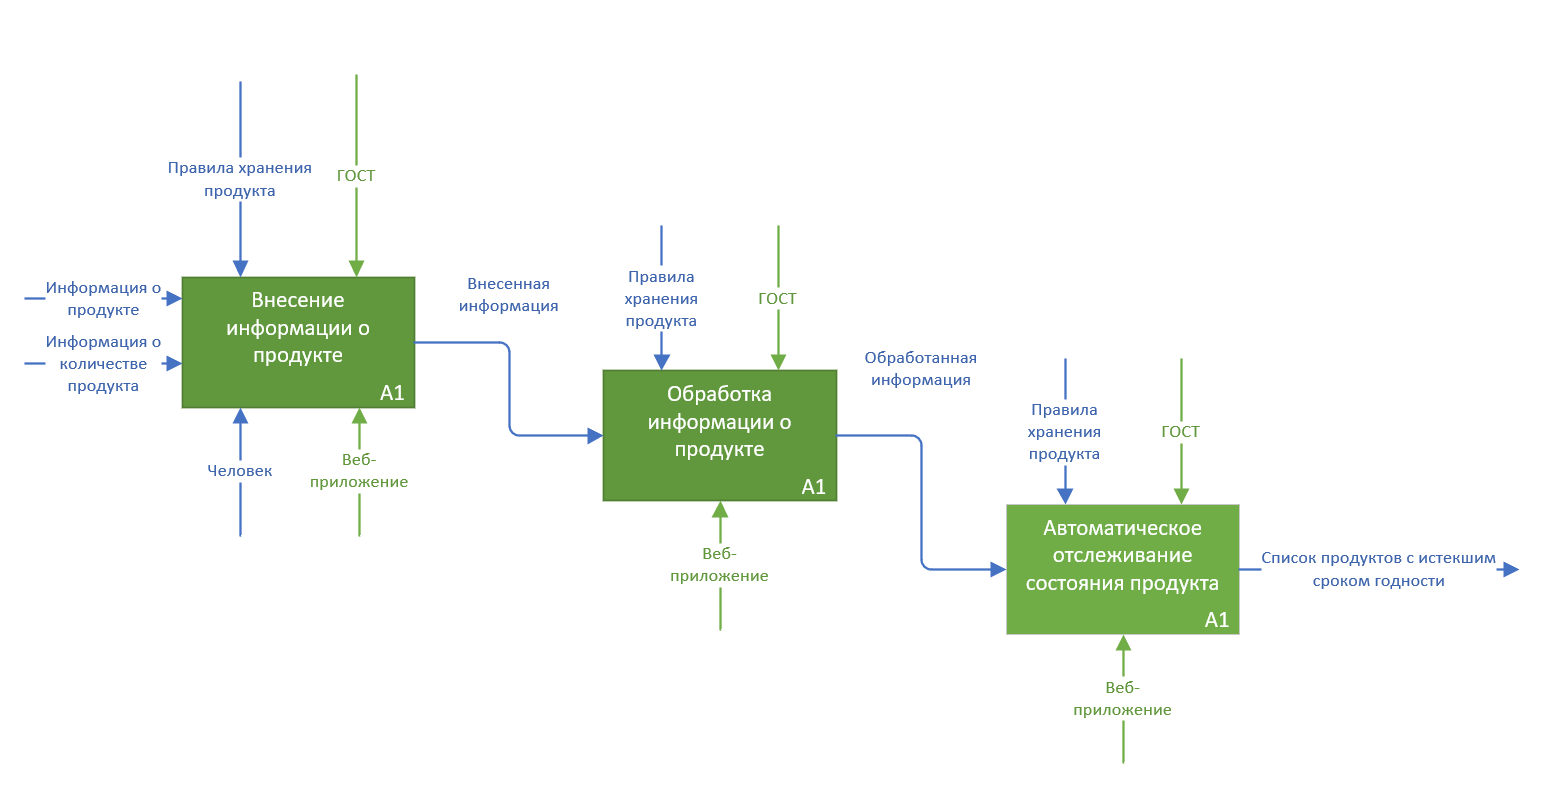 Правила хранения
продукта
ГОСТ
Информация о
продукте
Информация о
количестве
продукта
Внесение
информации о
продукте
A1
Человек
Веб-
приложение
Внесенная
информация
Правила
хранения
продукта
ГОСТ
Обработка
информации о
продукте
A1
Веб-
приложение
Обработанная
информация
Правила
хранения
продукта
ГОСТ
Автоматическое
отслеживание
состояния продукта
A1
Веб-
приложение
Список продуктов с истекшим
сроком годности